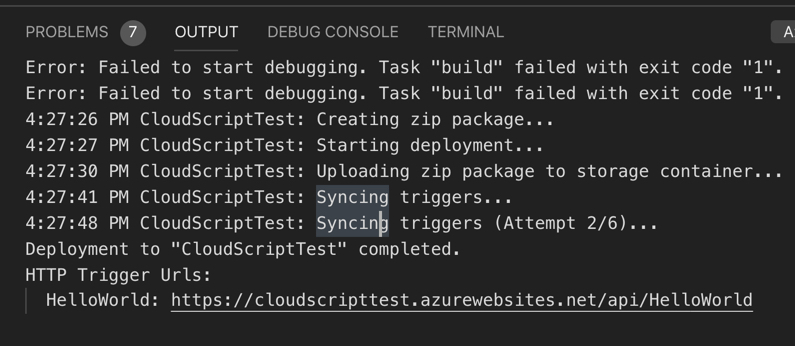 PROBLEMS 7 OUTPUT DEBUG CONSOLE TERMINAL A
Error: Failed to start debugging. Task "build" failed with exit code "1".
Error: Failed to start debugging. Task "build" failed with exit code "1".
4:27:26 PM CloudScriptTest: Creating zip package...
4:27:27 PM CloudScriptTest: Starting deployment...
4:27:30 PM CloudScriptTest: Uploading zip package to storage container...
4:27:41 PM CloudScriptTest: Syncing triggers...
4:27:48 PM CloudScriptTest: Syncing triggers (Attempt 2/6)...
Deployment to "CloudScriptTest" completed.
HTTP Trigger Urls:
HelloWorld: https://cloudscripttest.azurewebsites.net/api/HelloWorld